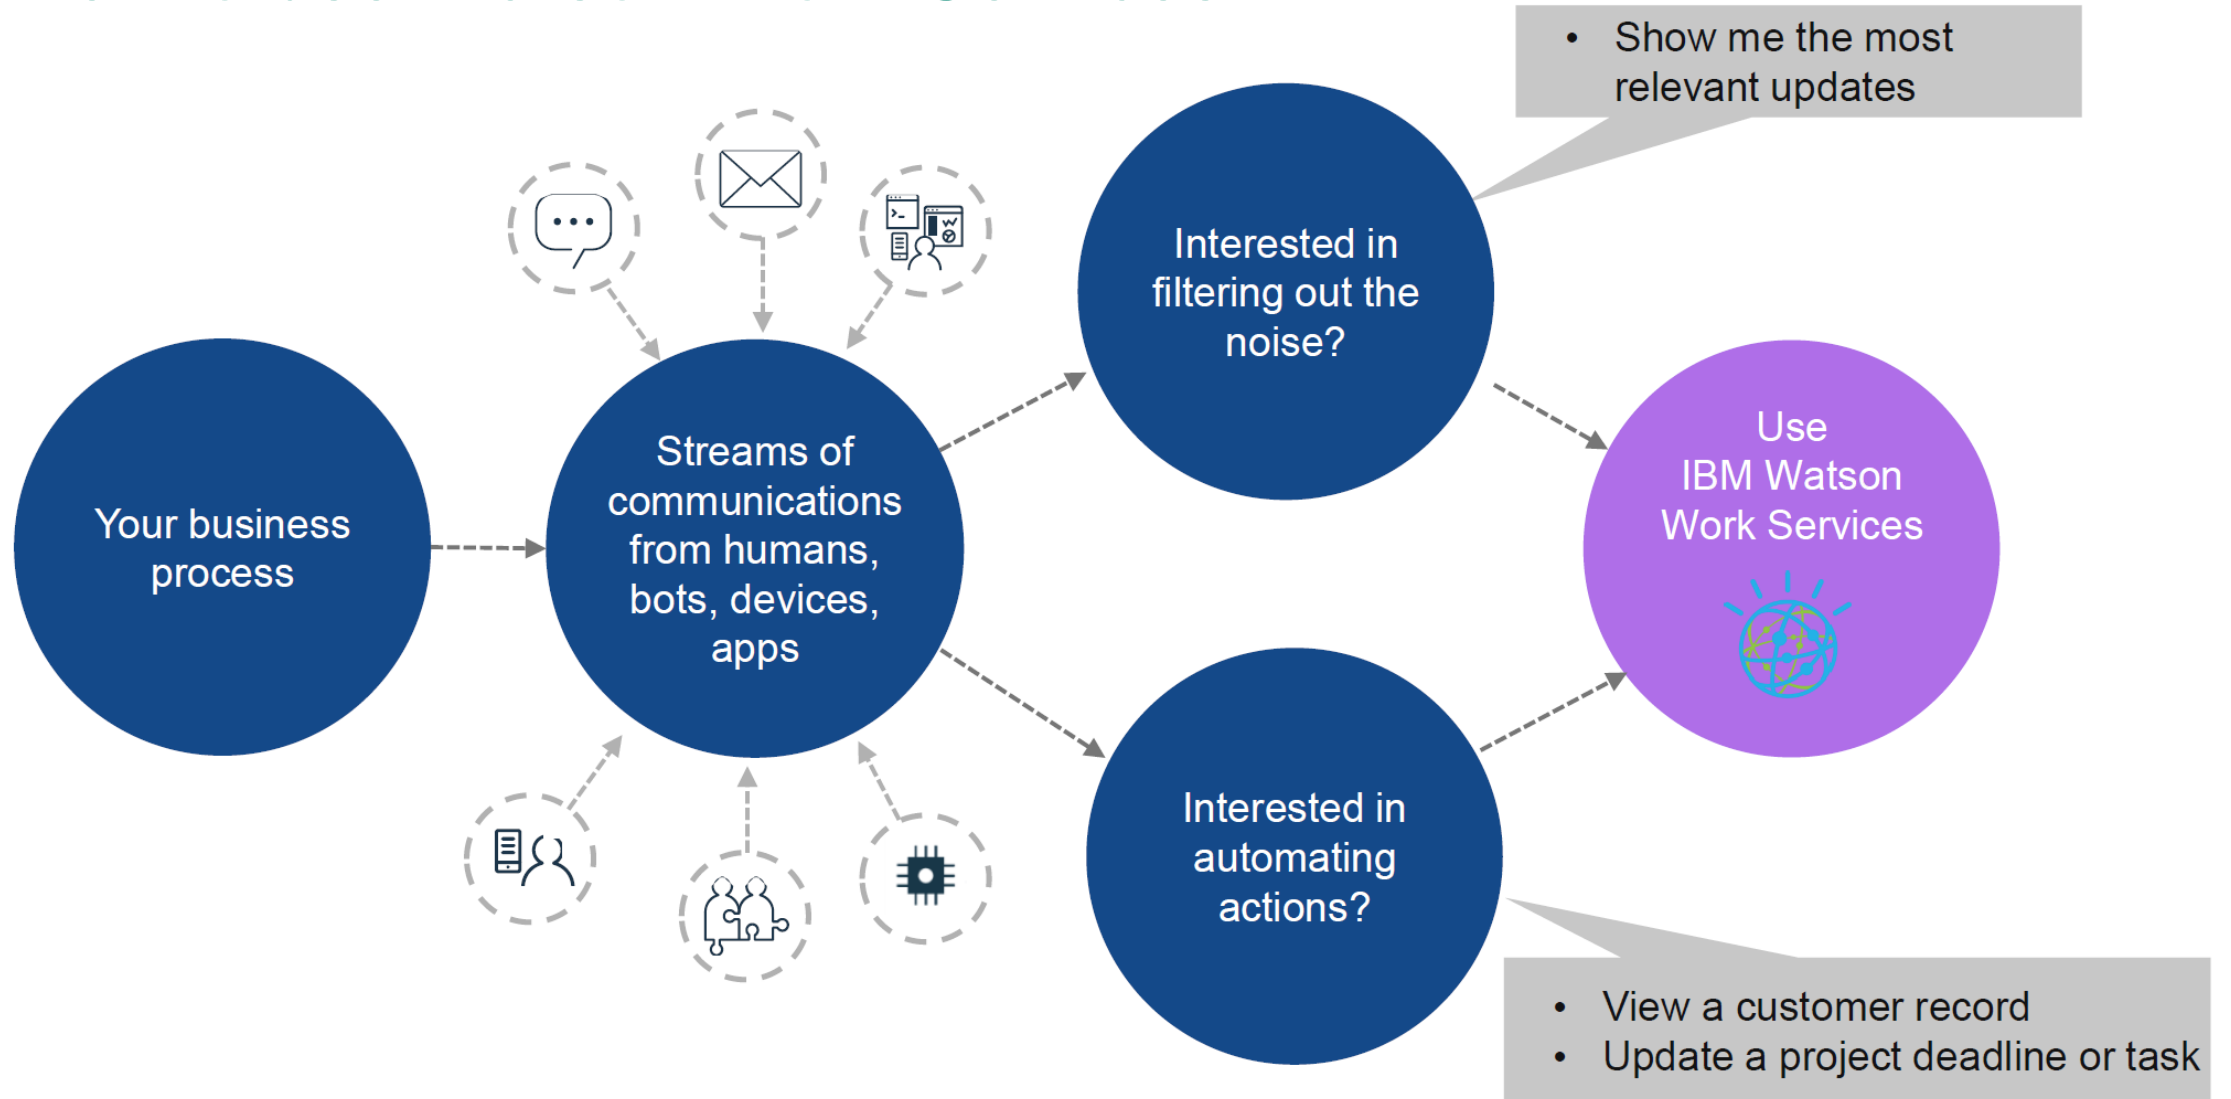 Show me the most
relevant updates
Interested in
filtering out the
noise?
Your business
process
Streams of
communications
from humans,
bots, devices,
apps
Use
IBM Watson
Work Services
Interested in
automating
actions?
View a customer record
Update a project deadline or task